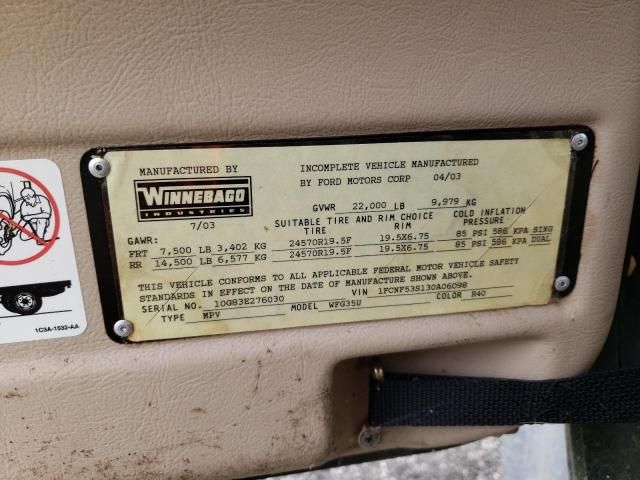 MANUFACTURED BY
WINNEBAGO
INDUSTRIES
7/03
INCOMPLETE VEHICLE MANUFACTURED
BY FORD MOTORS CORP 04/03
GVWR 22,000 LB 9,979 KG
SUITABLE TIRE AND RIM CHOICE COLD INFLATION
GAWR: TIRE RIM PRESSURE
FRT 7,500 LB 3,402 KG 24570R19.5F 19.5X6.75 85 PSI 586 KPA SING
RR 14,500 LB 6,577 KG 24570R19.5F 19.5X6.75 85 PSI 586 KPA DUAL
THIS VEHICLE CONFORMS TO ALL APPLICABLE FEDERAL MOTOR VEHICLE SAFETY
STANDARDS IN EFFECT ON THE DATE OF MANUFACTURE SHOWN ABOVE.
SERIAL NO. 10G83E276030 VIN 1FCNF53S130A06098
TYPE MPV MODEL WFG35U COLOR R40
1C3A-1532-AA